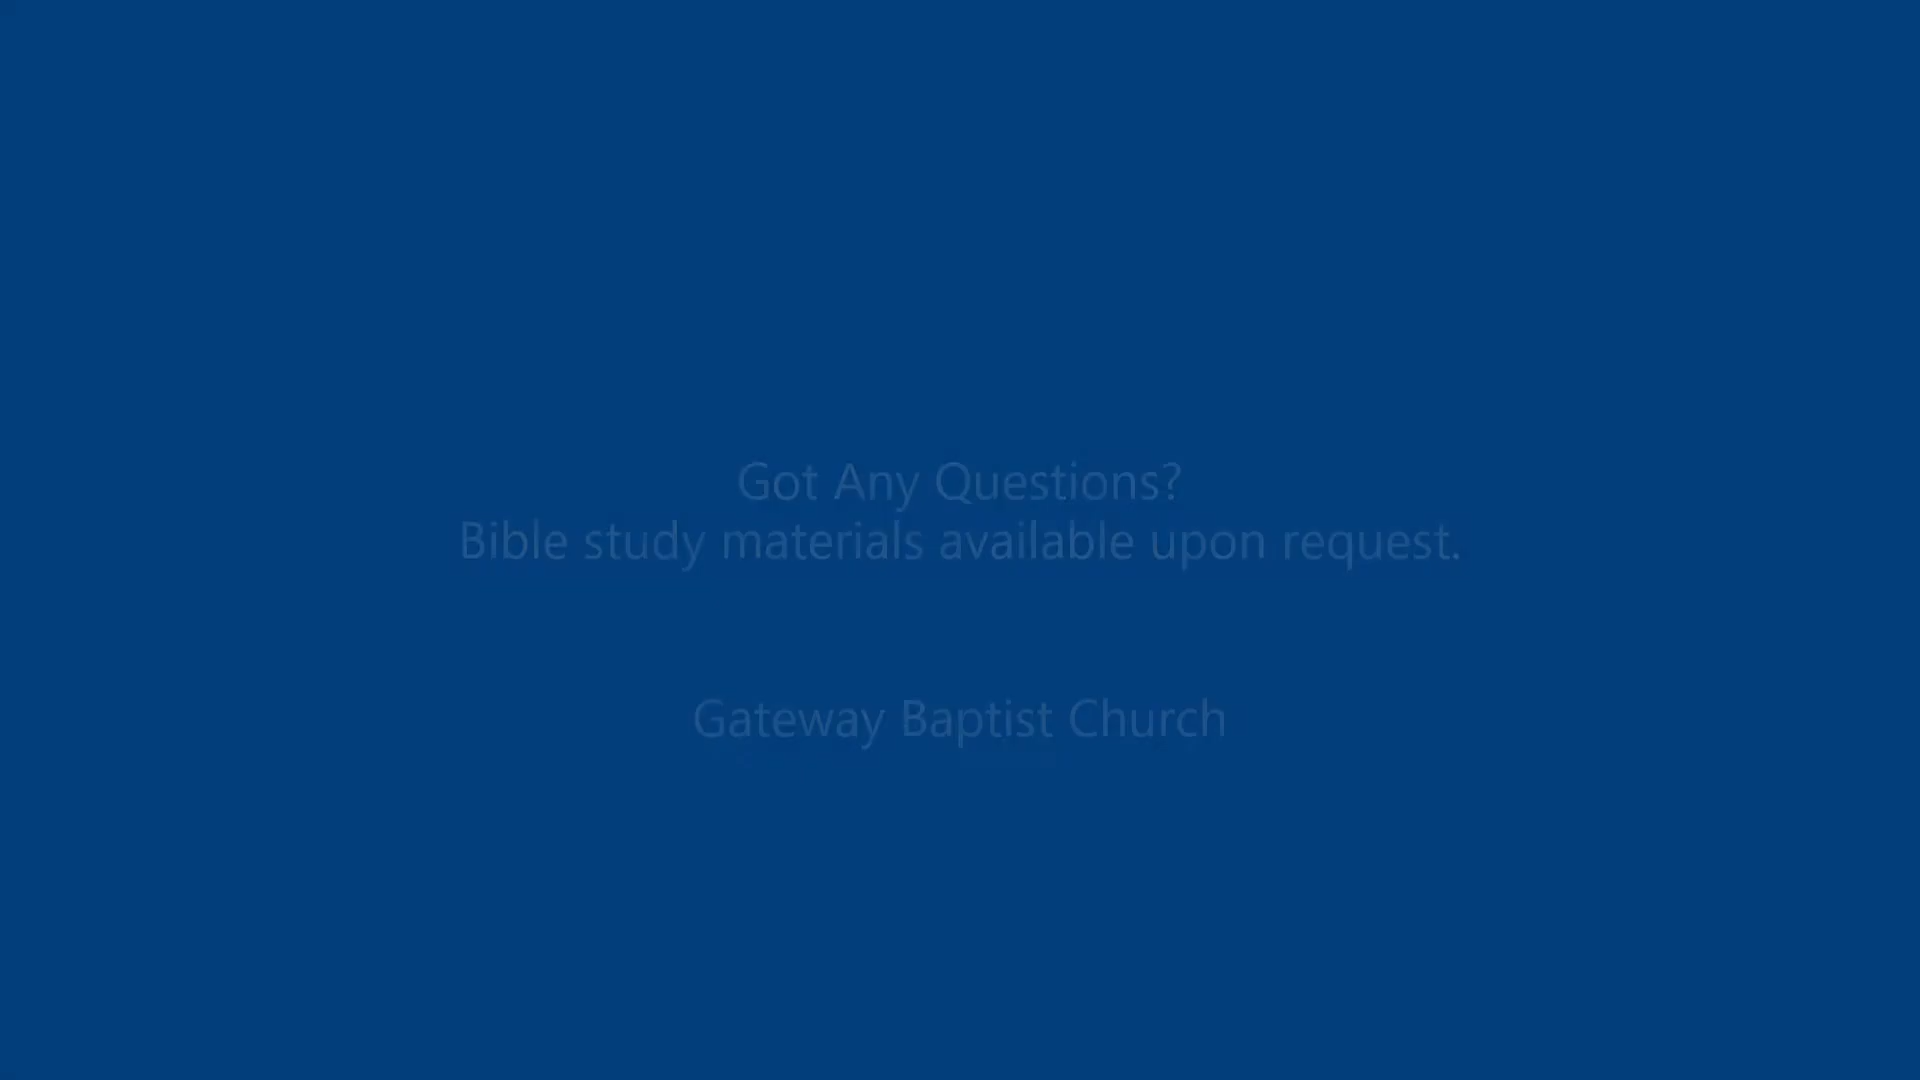 Got Any Questions?
Bible study materials available upon request.
Gateway Baptist Church